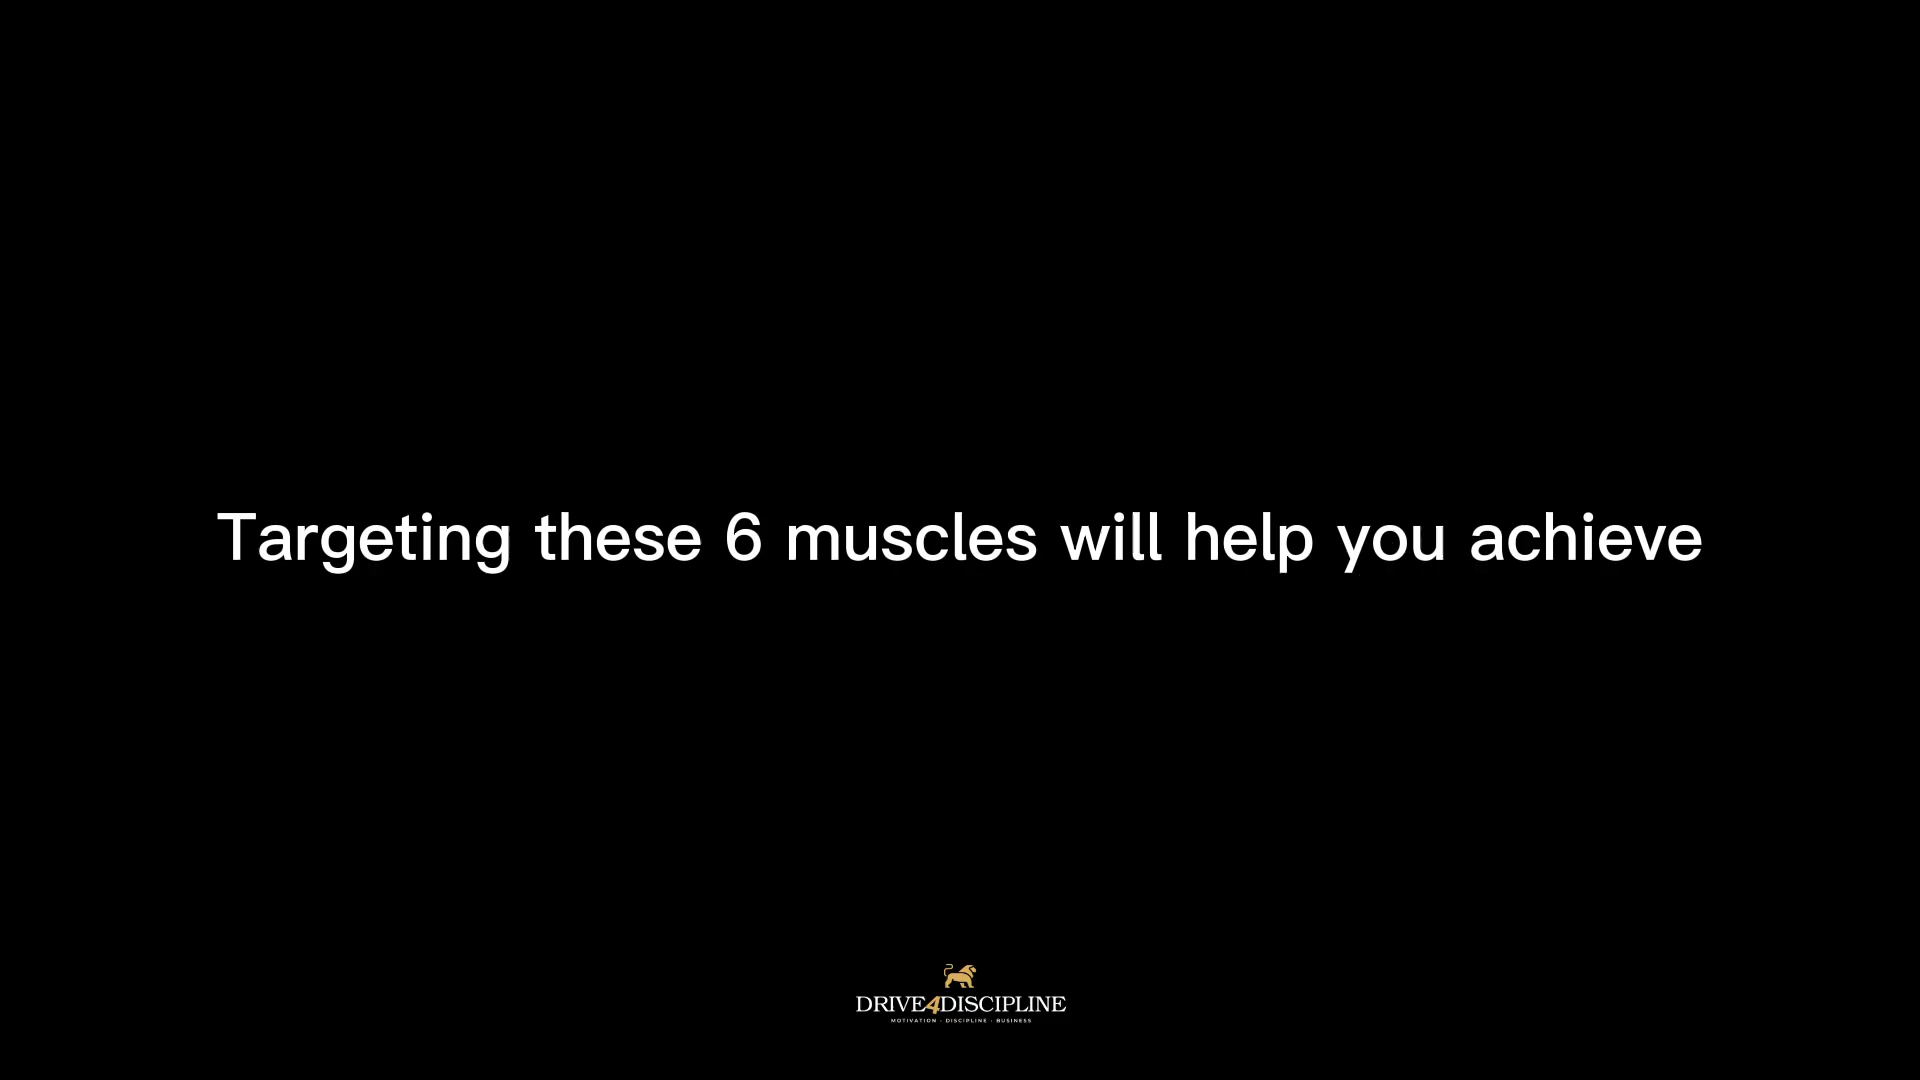 Targeting these 6 muscles will help you achieve
DRIVE4DISCIPLINE
MOTIVATION · DISCIPLINE · BUSINESS